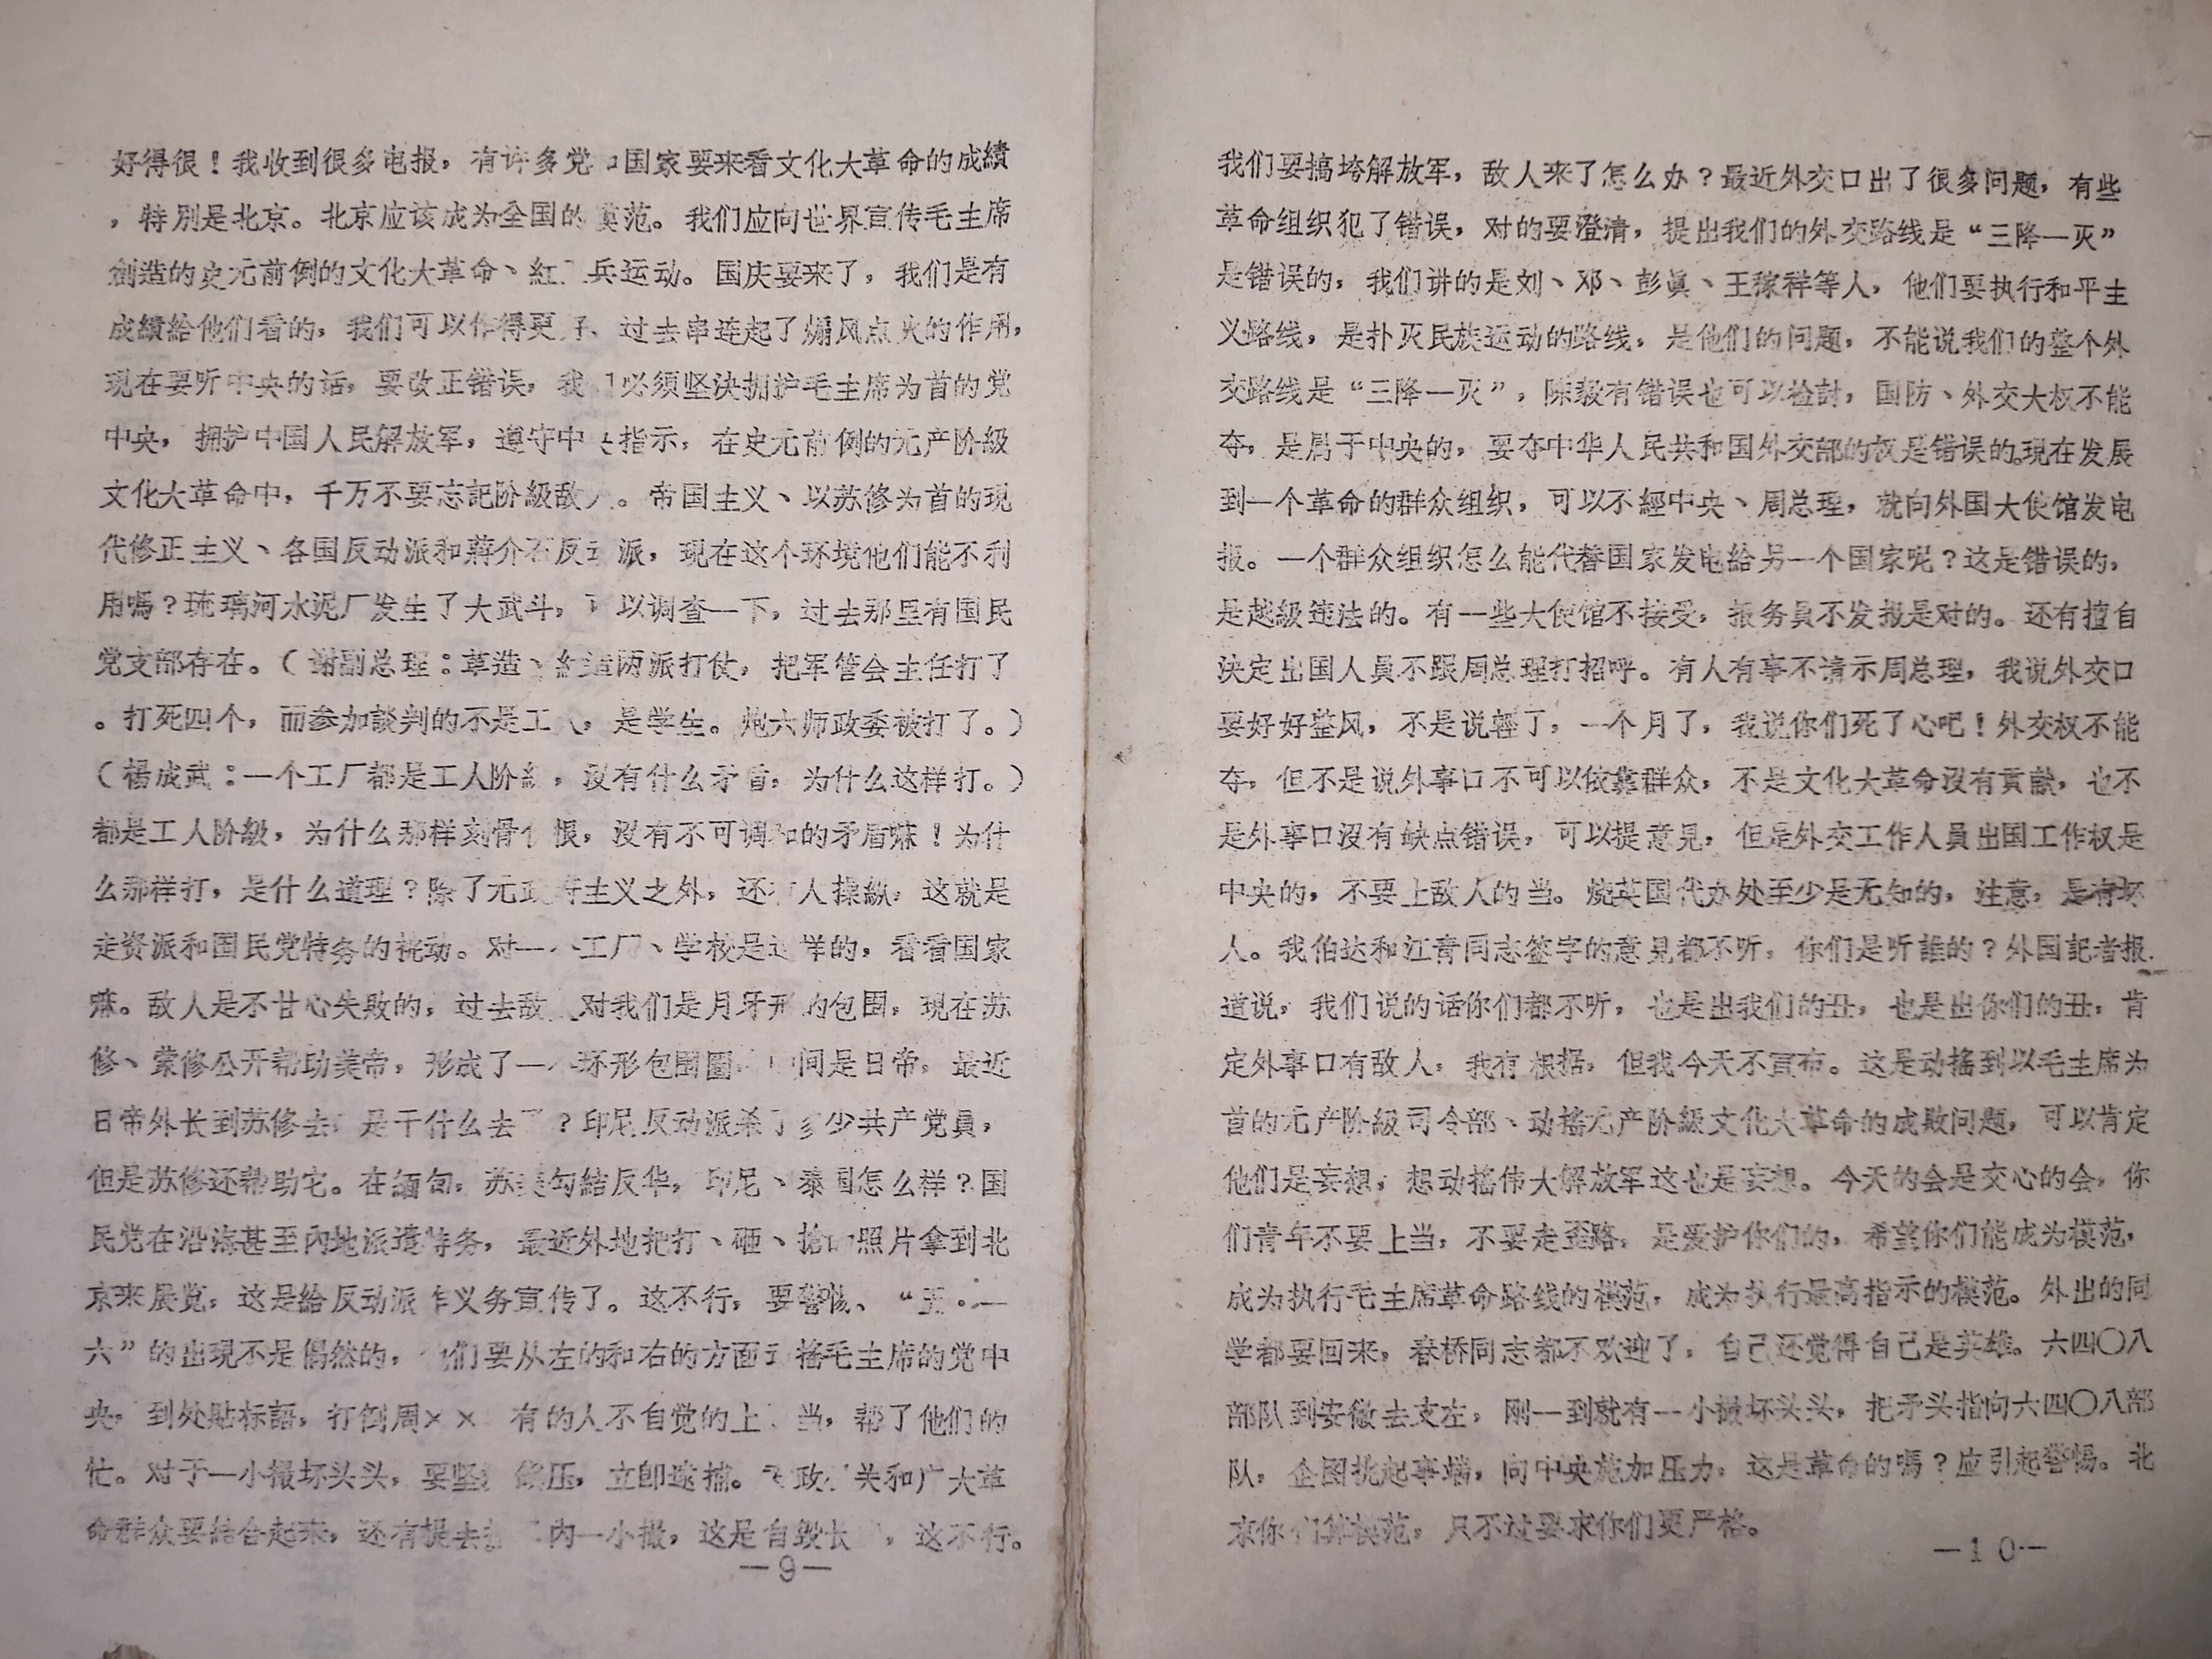 好得很！我收到很多电报，有许多党 国家要来看文化大革命的成績
，特别是北京。北京应该成为全国的 范。我们应向世界宣传毛主席
創造的史无前例的文化大革命、紅 兵运动。国庆要来了，我们是有
成績給他们看的，我们可以作得更 过去串连起了煽风点火的作用，
现在要听中央的话，要改正错误，我 必须坚决拥护毛主席为首的党
中央，拥护中国人民解放军，遵守中 指示，在史无前例的无产阶級
文化大革命中，千万不要忘記阶級敌 。帝国主义、以苏修为首的现
代修正主义、各国反动派和蔣介石反 派，现在这个环境他们能不利
用嗎？琉璃河水泥厂发生了大武斗， 以调查一下，过去那里有国民
党支部存在。（谢副总理：革造、紅造两派打仗，把军管会主任打了
。打死四个，而参加談判的不是工 ，是学生。炮六师政委被打了。）
（楊成武：一个工厂都是工人阶 ，沒有什么矛盾，为什么这样打。）
都是工人阶級，为什么那样刻骨 恨，沒有不可调和的矛盾嘛！为什
么那样打，是什么道理？除了无 主义之外，还 人操縱，这就是
走资派和国民党特务的挑动。对一 工厂、学校是 样的，看看国家
嘛。敌人是不甘心失敗的，过去敌 对我们是月牙形的包围，现在苏
修、蒙修公开帮助美帝，形成了一 环形包围圈， 间是日帝，最近
日帝外长到苏修去 是干什么去 ？印尼反动派杀了多少共产党員，
但是苏修还帮助它。在缅甸，苏美勾結反华，印尼、泰国怎么样？国
民党在沿海甚至內地派遣特务，最近外地把打、砸、搶 照片拿到北
京来展览，这是給反动派作义务宣传了。这不行，要警惕、“五·一
六”的出現不是偶然的， 们要从左的和右的方面 搖毛主席的党中
央，到处貼标語，打倒周×× 有的人不自觉的上 当，帮了他们的
忙。对于一小撮坏头头，要坚 压，立即逮捕。 政 关和广大革
命群众要結合起来，还有提去 内一小撮，这是自毁长 ，这不行。
—9—
我们要搞垮解放军，敌人来了怎么办？最近外交口出了很多问题，有些
革命组织犯了错误，对的要澄清，提出我们的外交路线是“三降一灭”
是错误的，我们讲的是刘、邓、彭眞、王稼祥等人，他们要执行和平主
义路线，是扑灭民族运动的路线，是他们的问题，不能说我们的整个外
交路线是“三降一灭”，陈毅有错误也可以检討，国防、外交大权不能
夺，是属于中央的，要夺中华人民共和国外交部的权是错误的。现在发展
到一个革命的群众组织，可以不經中央、周总理，就向外国大使馆发电
报。一个群众组织怎么能代替国家发电給另一个国家呢？这是错误的，
是越級违法的。有一些大使馆不接受，报务員不发报是对的。还有擅自
决定出国人員不跟周总理打招呼。有人有事不请示周总理，我说外交口
要好好整风，不是说整了，一个月了，我说你们死了心吧！外交权不能
夺，但不是说外事口不可以依靠群众，不是文化大革命沒有貢献，也不
是外事口沒有缺点错误，可以提意見，但是外交工作人員出国工作权是
中央的，不要上敌人的当。烧英国代办处至少是无知的，注意，是有坏
人。我伯达和江青同志签字的意見都不听，你们是听誰的？外国記者报
道说，我们说的话你们都不听，也是出我们的丑，也是出你们的丑，肯
定外事口有敌人，我有根据，但我今天不宣布。这是动搖到以毛主席为
首的无产阶級司令部、动搖无产阶級文化大革命的成敗问题，可以肯定
他们是妄想，想动搖伟大解放军这也是妄想。今天的会是交心的会，你
们青年不要上当，不要走歪路，是爱护你们的，希望你们能成为模范，
成为执行毛主席革命路线的模范，成为执行最高指示的模范。外出的同
学都要回来，春桥同志都不欢迎了，自己还觉得自己是英雄。六四〇八
部队到安徽去支左，刚一到就有一小撮坏头头，把矛头指向六四〇八部
队，企图挑起事端，向中央施加压力，这是革命的嗎？应引起警惕。北
京你们算模范，只不过要求你们更严格。
—10—